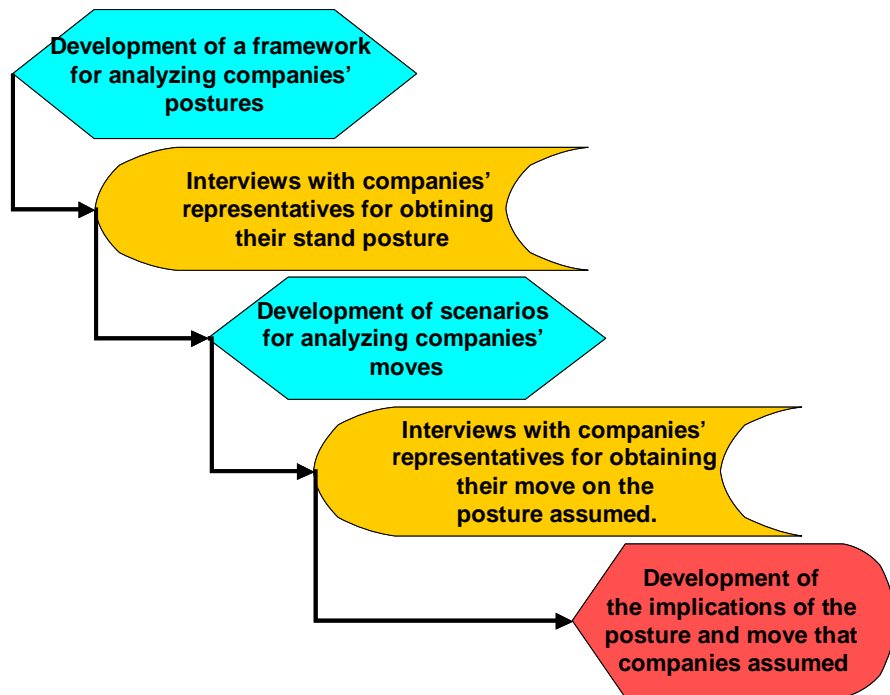 Development of a framework
for analyzing companies’
postures
Interviews with companies’
representatives for obtining
their stand posture
Development of scenarios
for analyzing companies’
moves
Interviews with companies’
representatives for obtaining
their move on the
posture assumed.
Development of
the implications of the
posture and move that
companies assumed